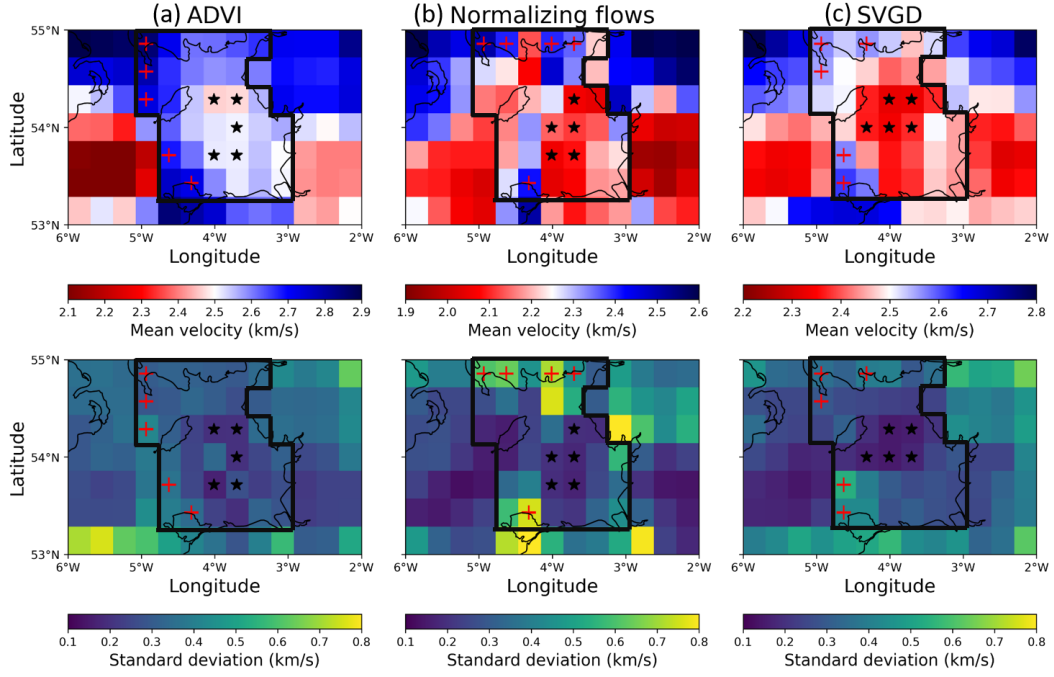 (a) ADVI (b) Normalizing flows (c) SVGD
55°N 55°N 55°N
Latitude
54°N 54°N 54°N
53°N 53°N 53°N
6°W 5°W 4°W 3°W 2°W 6°W 5°W 4°W 3°W 2°W 6°W 5°W 4°W 3°W 2°W
Longitude Longitude Longitude
2.1 2.2 2.3 2.4 2.5 2.6 2.7 2.8 2.9 1.9 2.0 2.1 2.2 2.3 2.4 2.5 2.6 2.2 2.3 2.4 2.5 2.6 2.7 2.8
Mean velocity (km/s) Mean velocity (km/s) Mean velocity (km/s)
55°N 55°N 55°N
Latitude
54°N 54°N 54°N
53°N 53°N 53°N
6°W 5°W 4°W 3°W 2°W 6°W 5°W 4°W 3°W 2°W 6°W 5°W 4°W 3°W 2°W
Longitude Longitude Longitude
0.1 0.2 0.3 0.4 0.5 0.6 0.7 0.8 0.1 0.2 0.3 0.4 0.5 0.6 0.7 0.8 0.1 0.2 0.3 0.4 0.5 0.6 0.7 0.8
Standard deviation (km/s) Standard deviation (km/s) Standard deviation (km/s)